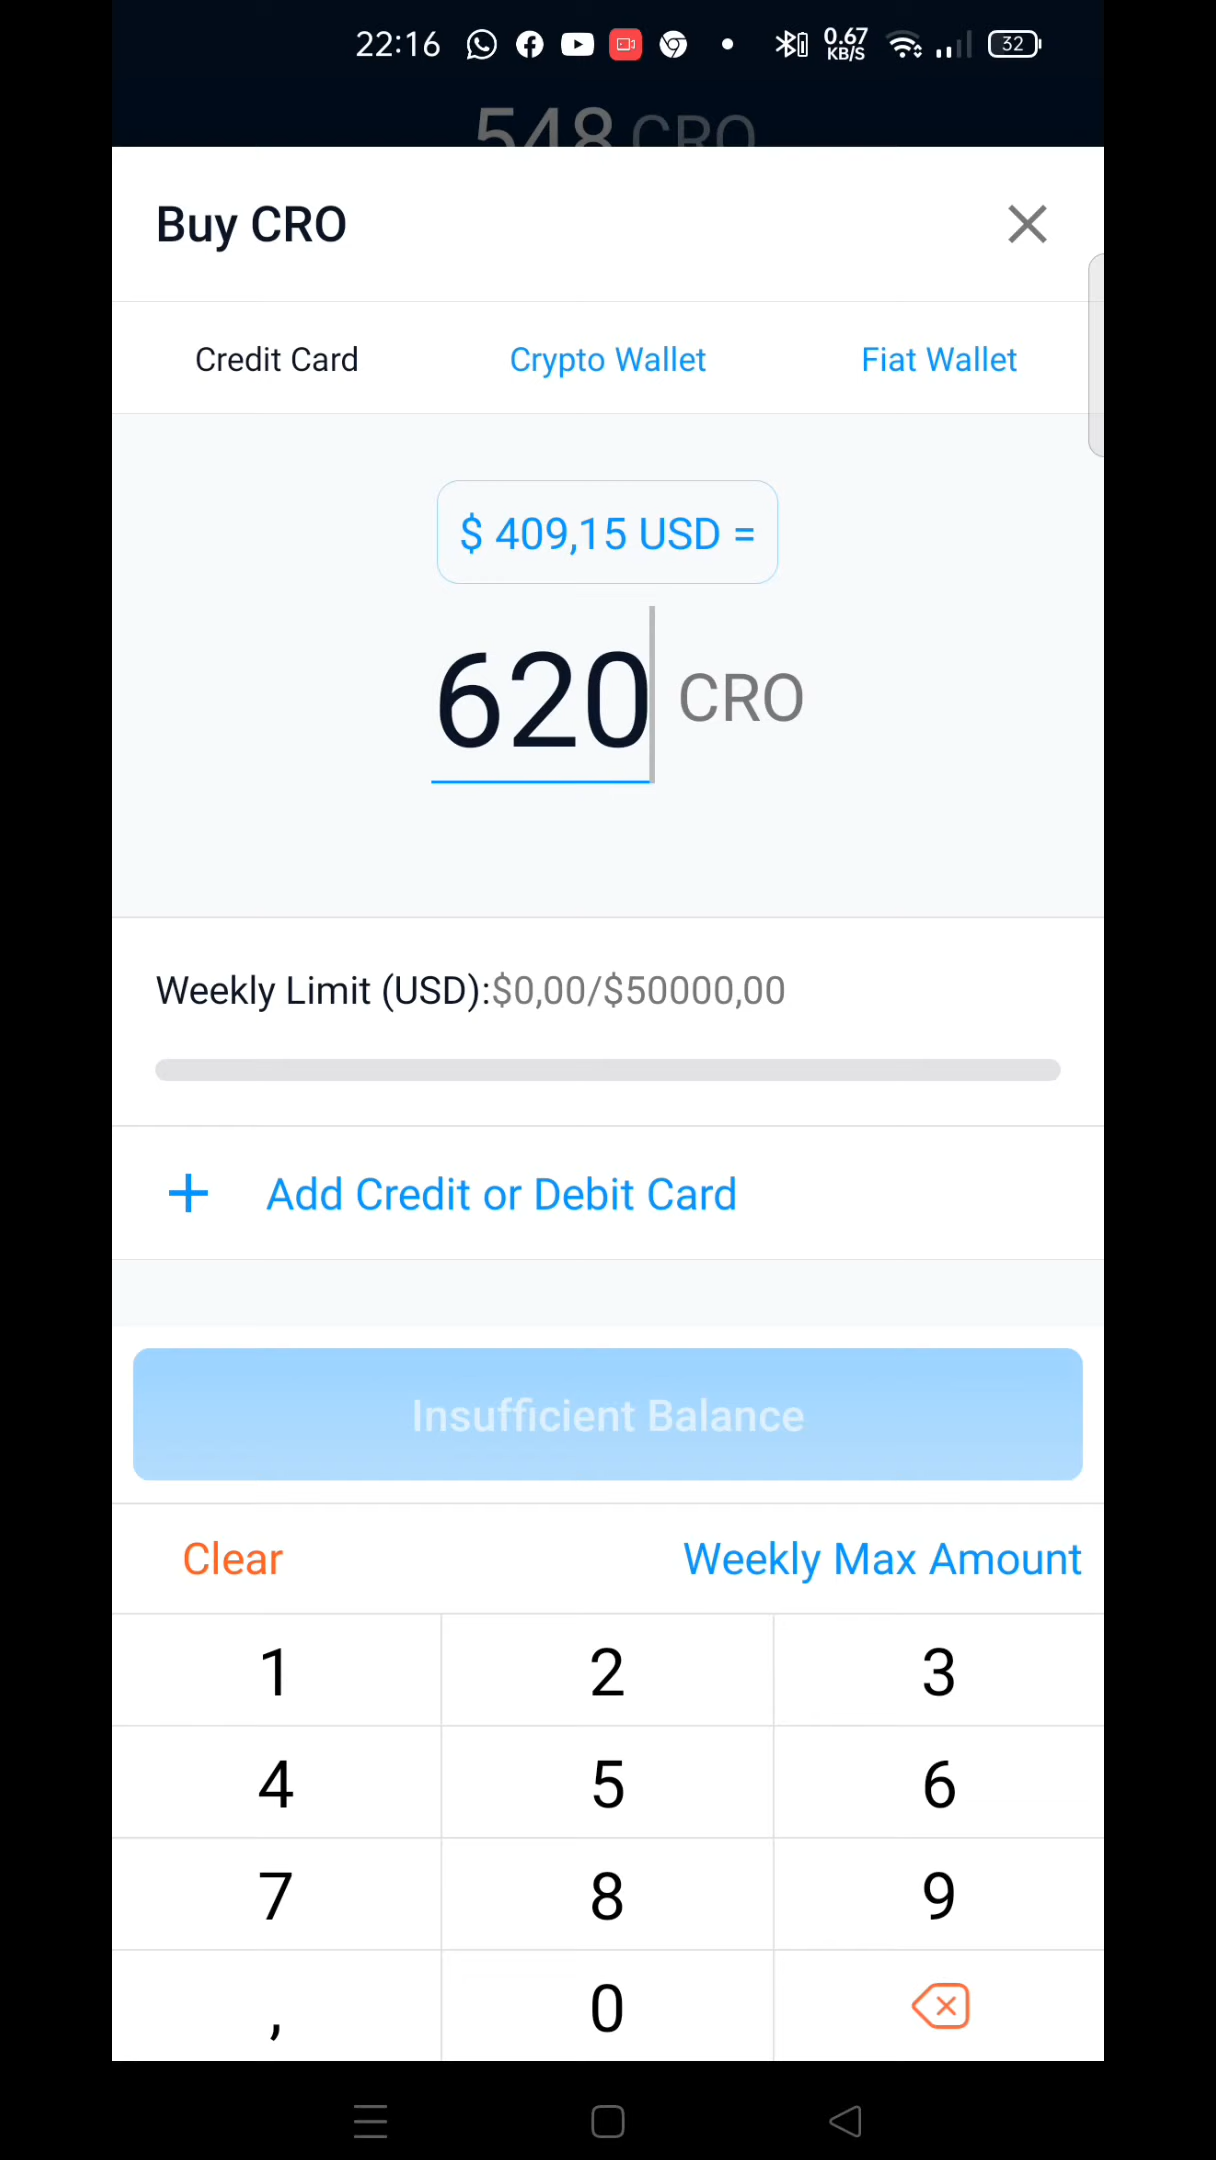 22:16 0.67 KB/S 32
548 CRO
Buy CRO
Credit Card Crypto Wallet Fiat Wallet
$ 409,15 USD =
620 CRO
Weekly Limit (USD):$0,00/$50000,00
+ Add Credit or Debit Card
Insufficient Balance
Clear Weekly Max Amount
1 2 3
4 5 6
7 8 9
, 0